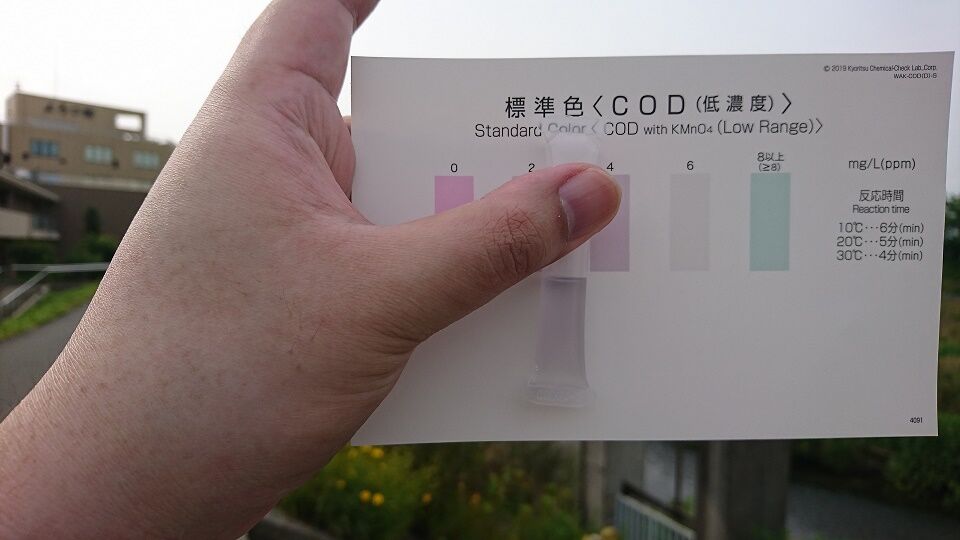 © 2019 Kyoritsu Chemical-Check Lab.,Corp.
WAK-COD(D)-S
標準色〈COD(低濃度)〉
Standard Color〈 COD with KMnO₄ (Low Range)〉
0 2 4 6 8以上 mg/L(ppm)
(≧8)
反応時間
Reaction time
10℃…6分(min)
20℃…5分(min)
30℃…4分(min)
4091